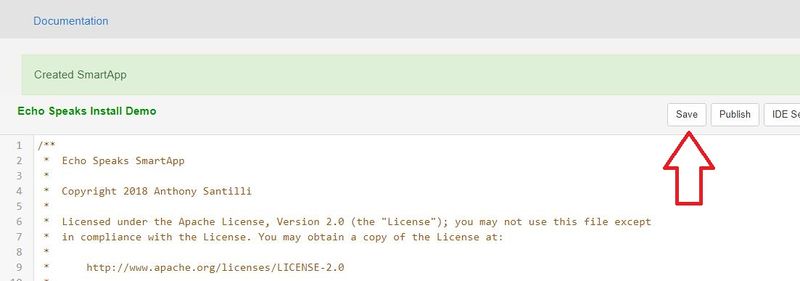 Documentation
Created SmartApp
Echo Speaks Install Demo
Save Publish IDE Se
1 /**
2 * Echo Speaks SmartApp
3 *
4 * Copyright 2018 Anthony Santilli
5 *
6 * Licensed under the Apache License, Version 2.0 (the "License"); you may not use this file except
7 * in compliance with the License. You may obtain a copy of the License at:
8 *
9 * http://www.apache.org/licenses/LICENSE-2.0
10 *